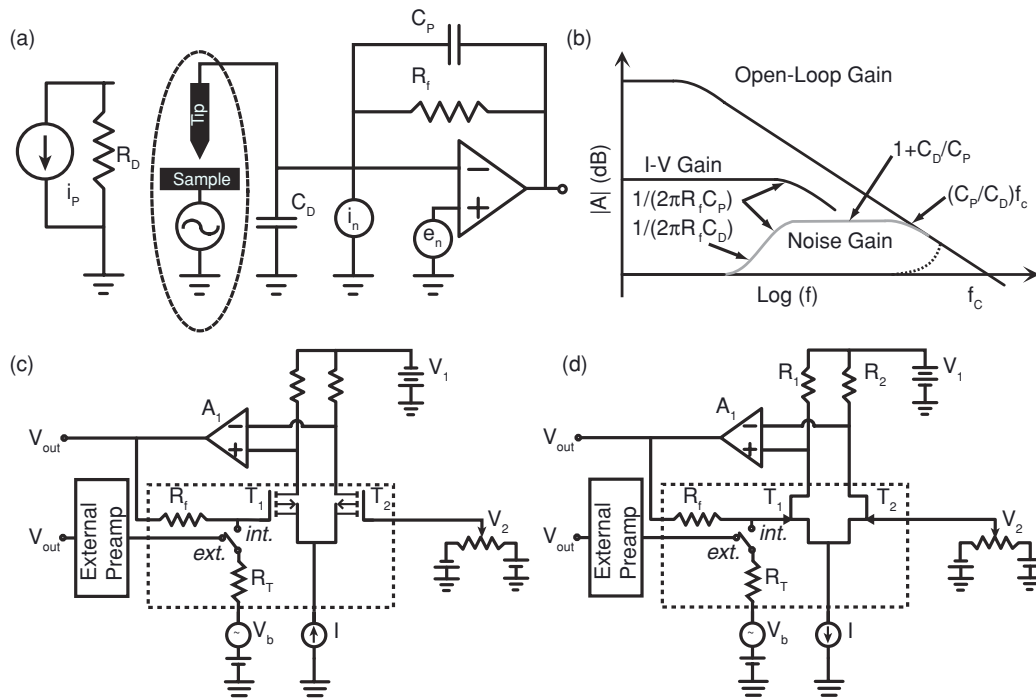 (a)
C_P
R_f
Tip
Sample
R_D
i_P
C_D
i_n
e_n
−
+
(b)
|A| (dB)
Open-Loop Gain
I-V Gain
1+C_D/C_P
1/(2πR_fC_P)
1/(2πR_fC_D)
(C_P/C_D)f_c
Noise Gain
Log (f)
f_C
(c)
V_1
A_1
−
+
V_out
R_f
T_1
T_2
V_2
int.
ext.
V_out
External
Preamp
R_T
~
V_b
I
(d)
R_1
R_2
V_1
A_1
−
+
V_out
R_f
T_1
T_2
V_2
int.
ext.
V_out
External
Preamp
R_T
~
V_b
I